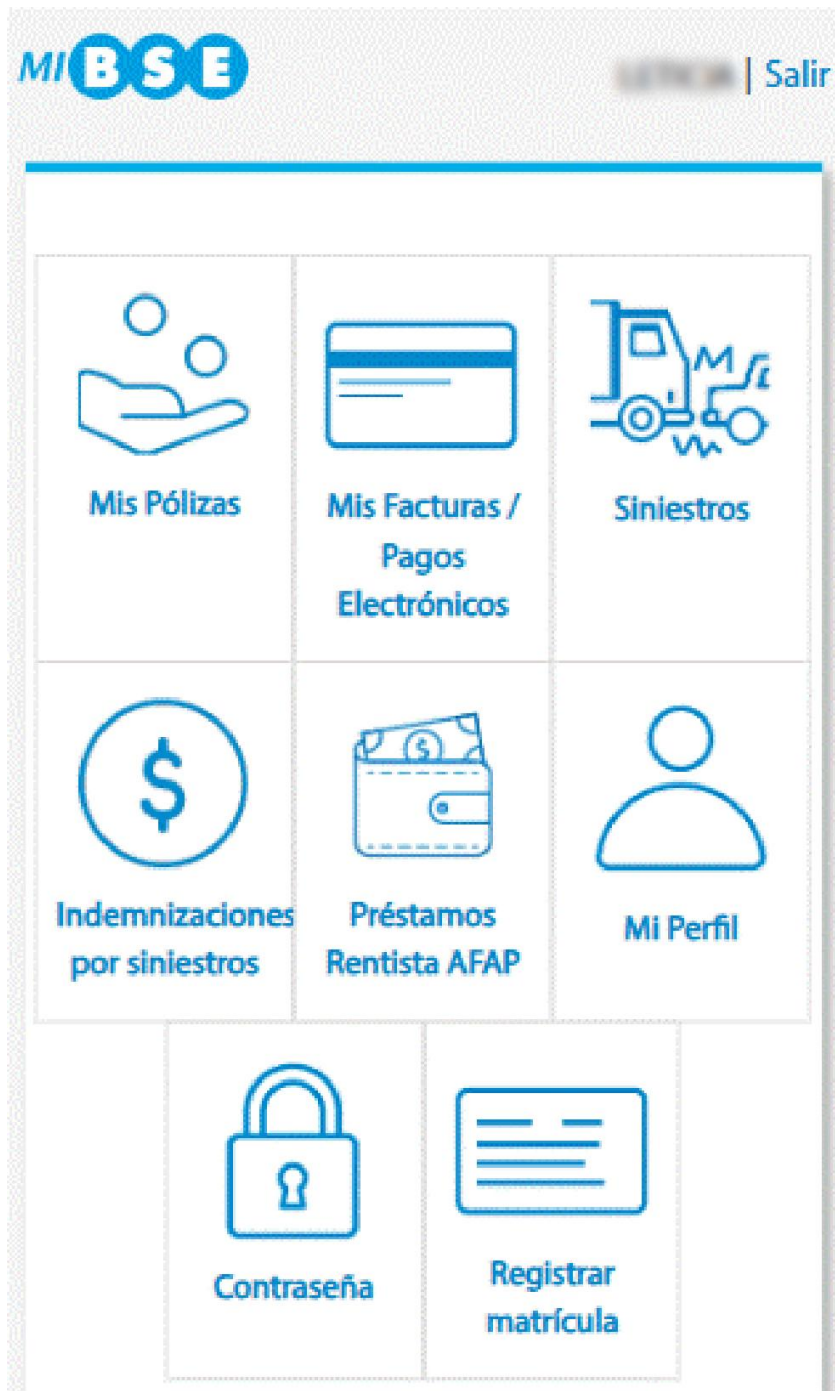 MI BSE
| Salir
Mis Pólizas
Mis Facturas /
Pagos
Electrónicos
Siniestros
$
$
Indemnizaciones
por siniestros
Préstamos
Rentista AFAP
Mi Perfil
Contraseña
Registrar
matrícula